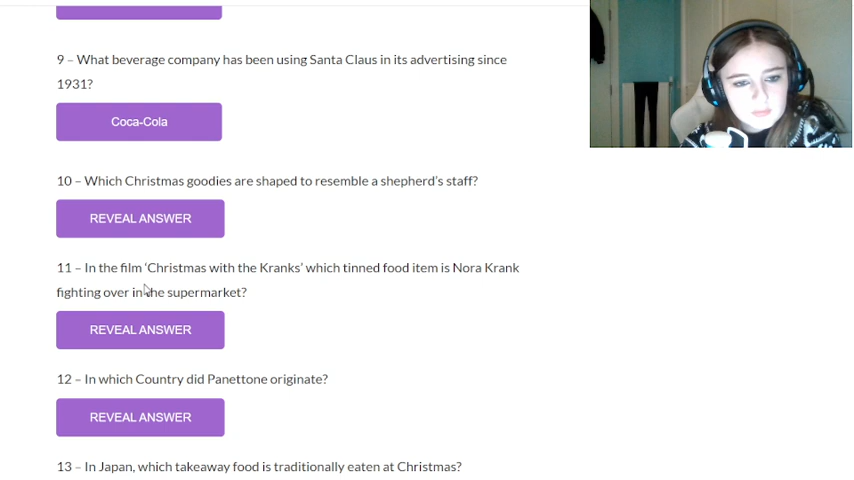 9 – What beverage company has been using Santa Claus in its advertising since
1931?
Coca-Cola
10 – Which Christmas goodies are shaped to resemble a shepherd’s staff?
REVEAL ANSWER
11 – In the film ‘Christmas with the Kranks’ which tinned food item is Nora Krank
fighting over in the supermarket?
REVEAL ANSWER
12 – In which Country did Panettone originate?
REVEAL ANSWER
13 – In Japan, which takeaway food is traditionally eaten at Christmas?